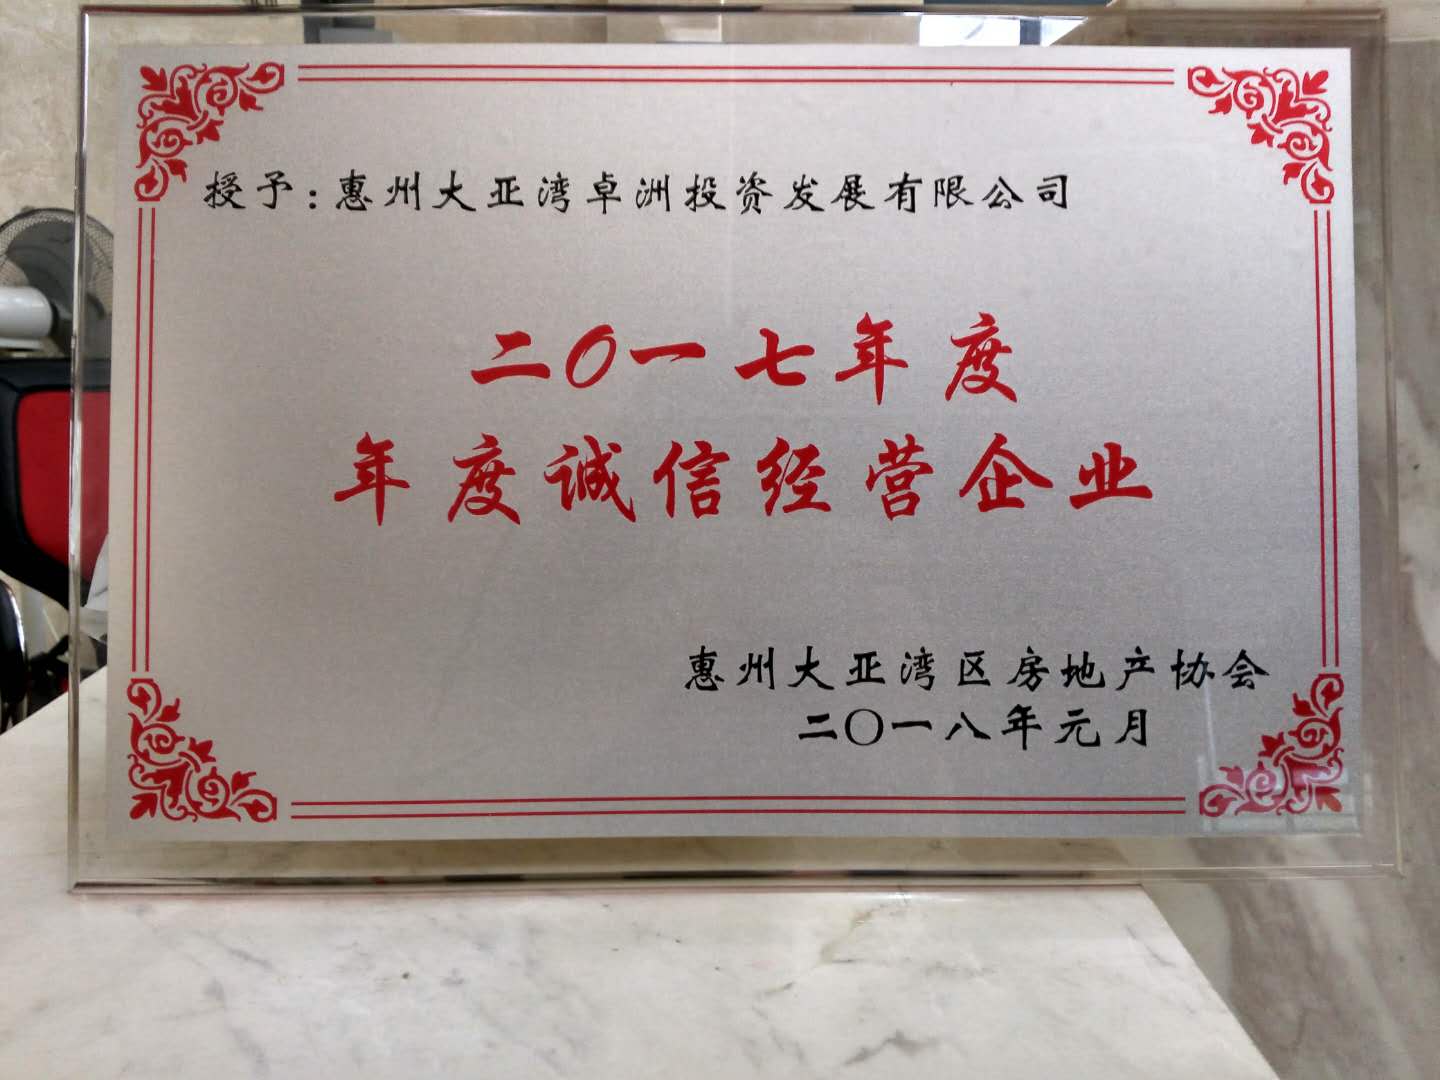 授予:惠州大亚湾卓洲投资发展有限公司
二〇一七年度
年度诚信经营企业
惠州大亚湾区房地产协会
二〇一八年元月